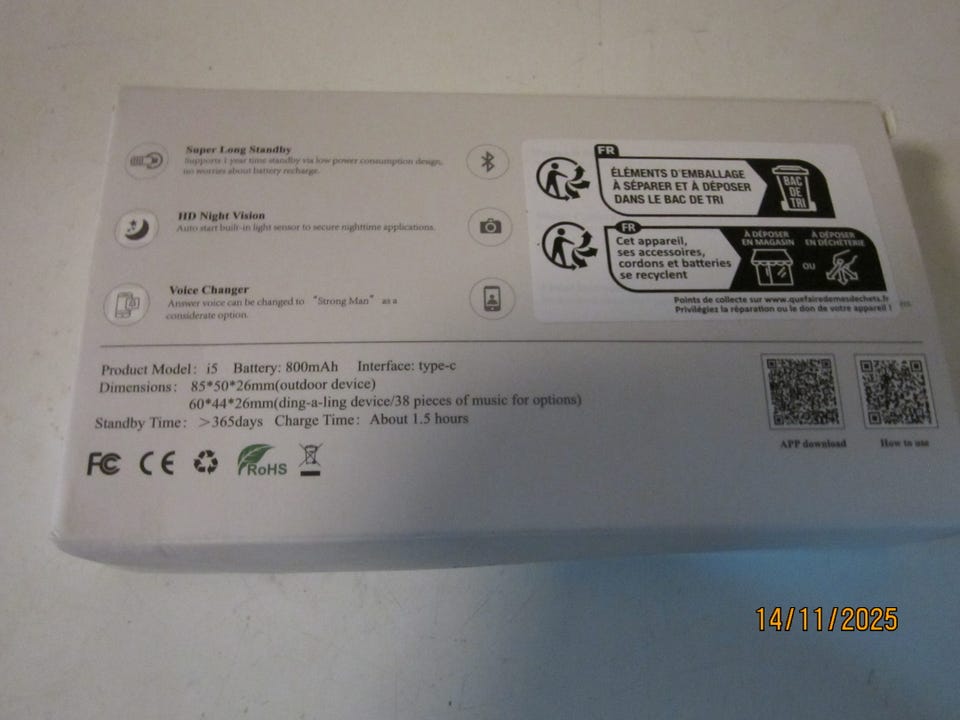 Super Long Standby
Supports 1 year time standby via low power consumption design,
no worries about battery recharge.
HD Night Vision
Auto start built-in light sensor to secure nighttime applications.
Voice Changer
Answer voice can be changed to “Strong Man” as a
considerate option.
FR
ÉLÉMENTS D'EMBALLAGE
À SÉPARER ET À DÉPOSER
DANS LE BAC DE TRI
BAC
DE
TRI
FR
Cet appareil,
ses accessoires,
cordons et batteries
se recyclent
À DÉPOSER
EN MAGASIN
OU
À DÉPOSER
EN DÉCHÈTERIE
Points de collecte sur www.quefairedemesdechets.fr
Privilégiez la réparation ou le don de votre appareil !
Product Model: i5 Battery: 800mAh Interface: type-c
Dimensions: 85*50*26mm(outdoor device)
60*44*26mm(ding-a-ling device/38 pieces of music for options)
Standby Time: >365days Charge Time: About 1.5 hours
FC CE RoHS
APP download
How to use
14/11/2025